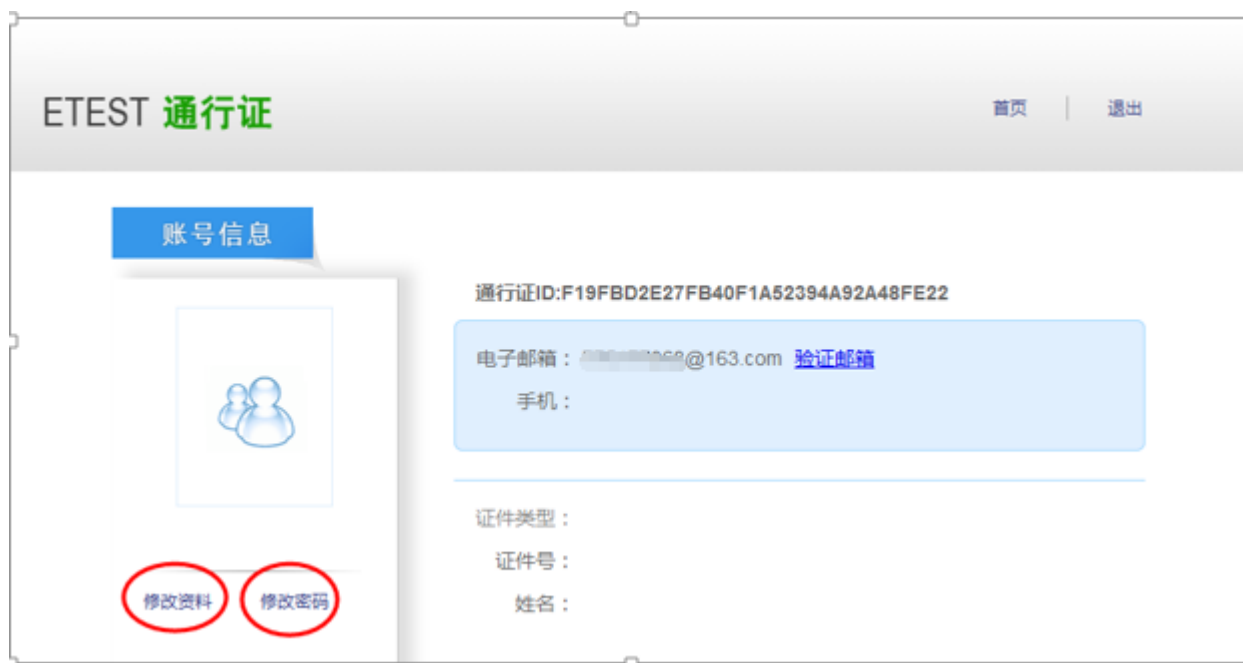 ETEST 通行证
首页 | 退出
账号信息
通行证ID:F19FBD2E27FB40F1A52394A92A48FE22
电子邮箱：@163.com 验证邮箱
手机：
证件类型：
证件号：
姓名：
修改资料 修改密码